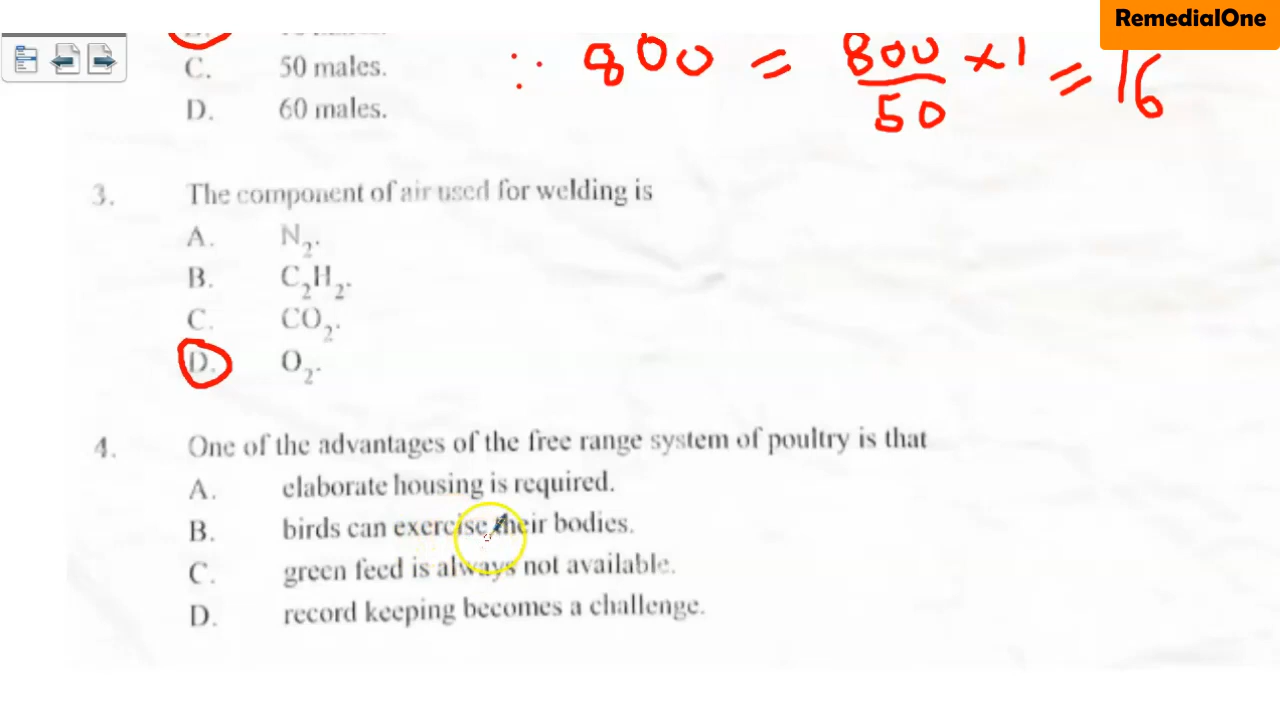 RemedialOne
∵ 800 = 800/50 × 1 = 16
C. 50 males.
D. 60 males.
3. The component of air used for welding is
A. N₂.
B. C₂H₂.
C. CO₂.
D. O₂.
4. One of the advantages of the free range system of poultry is that
A. elaborate housing is required.
B. birds can exercise their bodies.
C. green feed is always not available.
D. record keeping becomes a challenge.